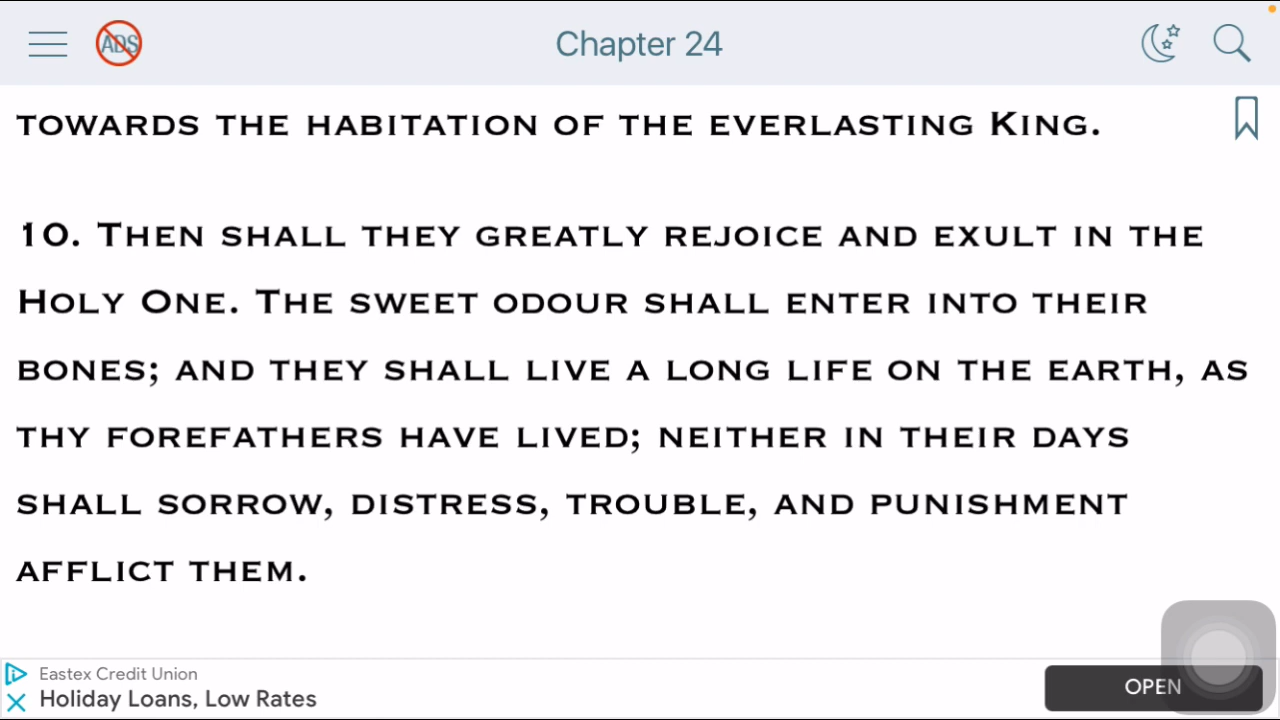 ADS
Chapter 24
TOWARDS THE HABITATION OF THE EVERLASTING KING.
10. THEN SHALL THEY GREATLY REJOICE AND EXULT IN THE
HOLY ONE. THE SWEET ODOUR SHALL ENTER INTO THEIR
BONES; AND THEY SHALL LIVE A LONG LIFE ON THE EARTH, AS
THY FOREFATHERS HAVE LIVED; NEITHER IN THEIR DAYS
SHALL SORROW, DISTRESS, TROUBLE, AND PUNISHMENT
AFFLICT THEM.
Eastex Credit Union
Holiday Loans, Low Rates
OPEN